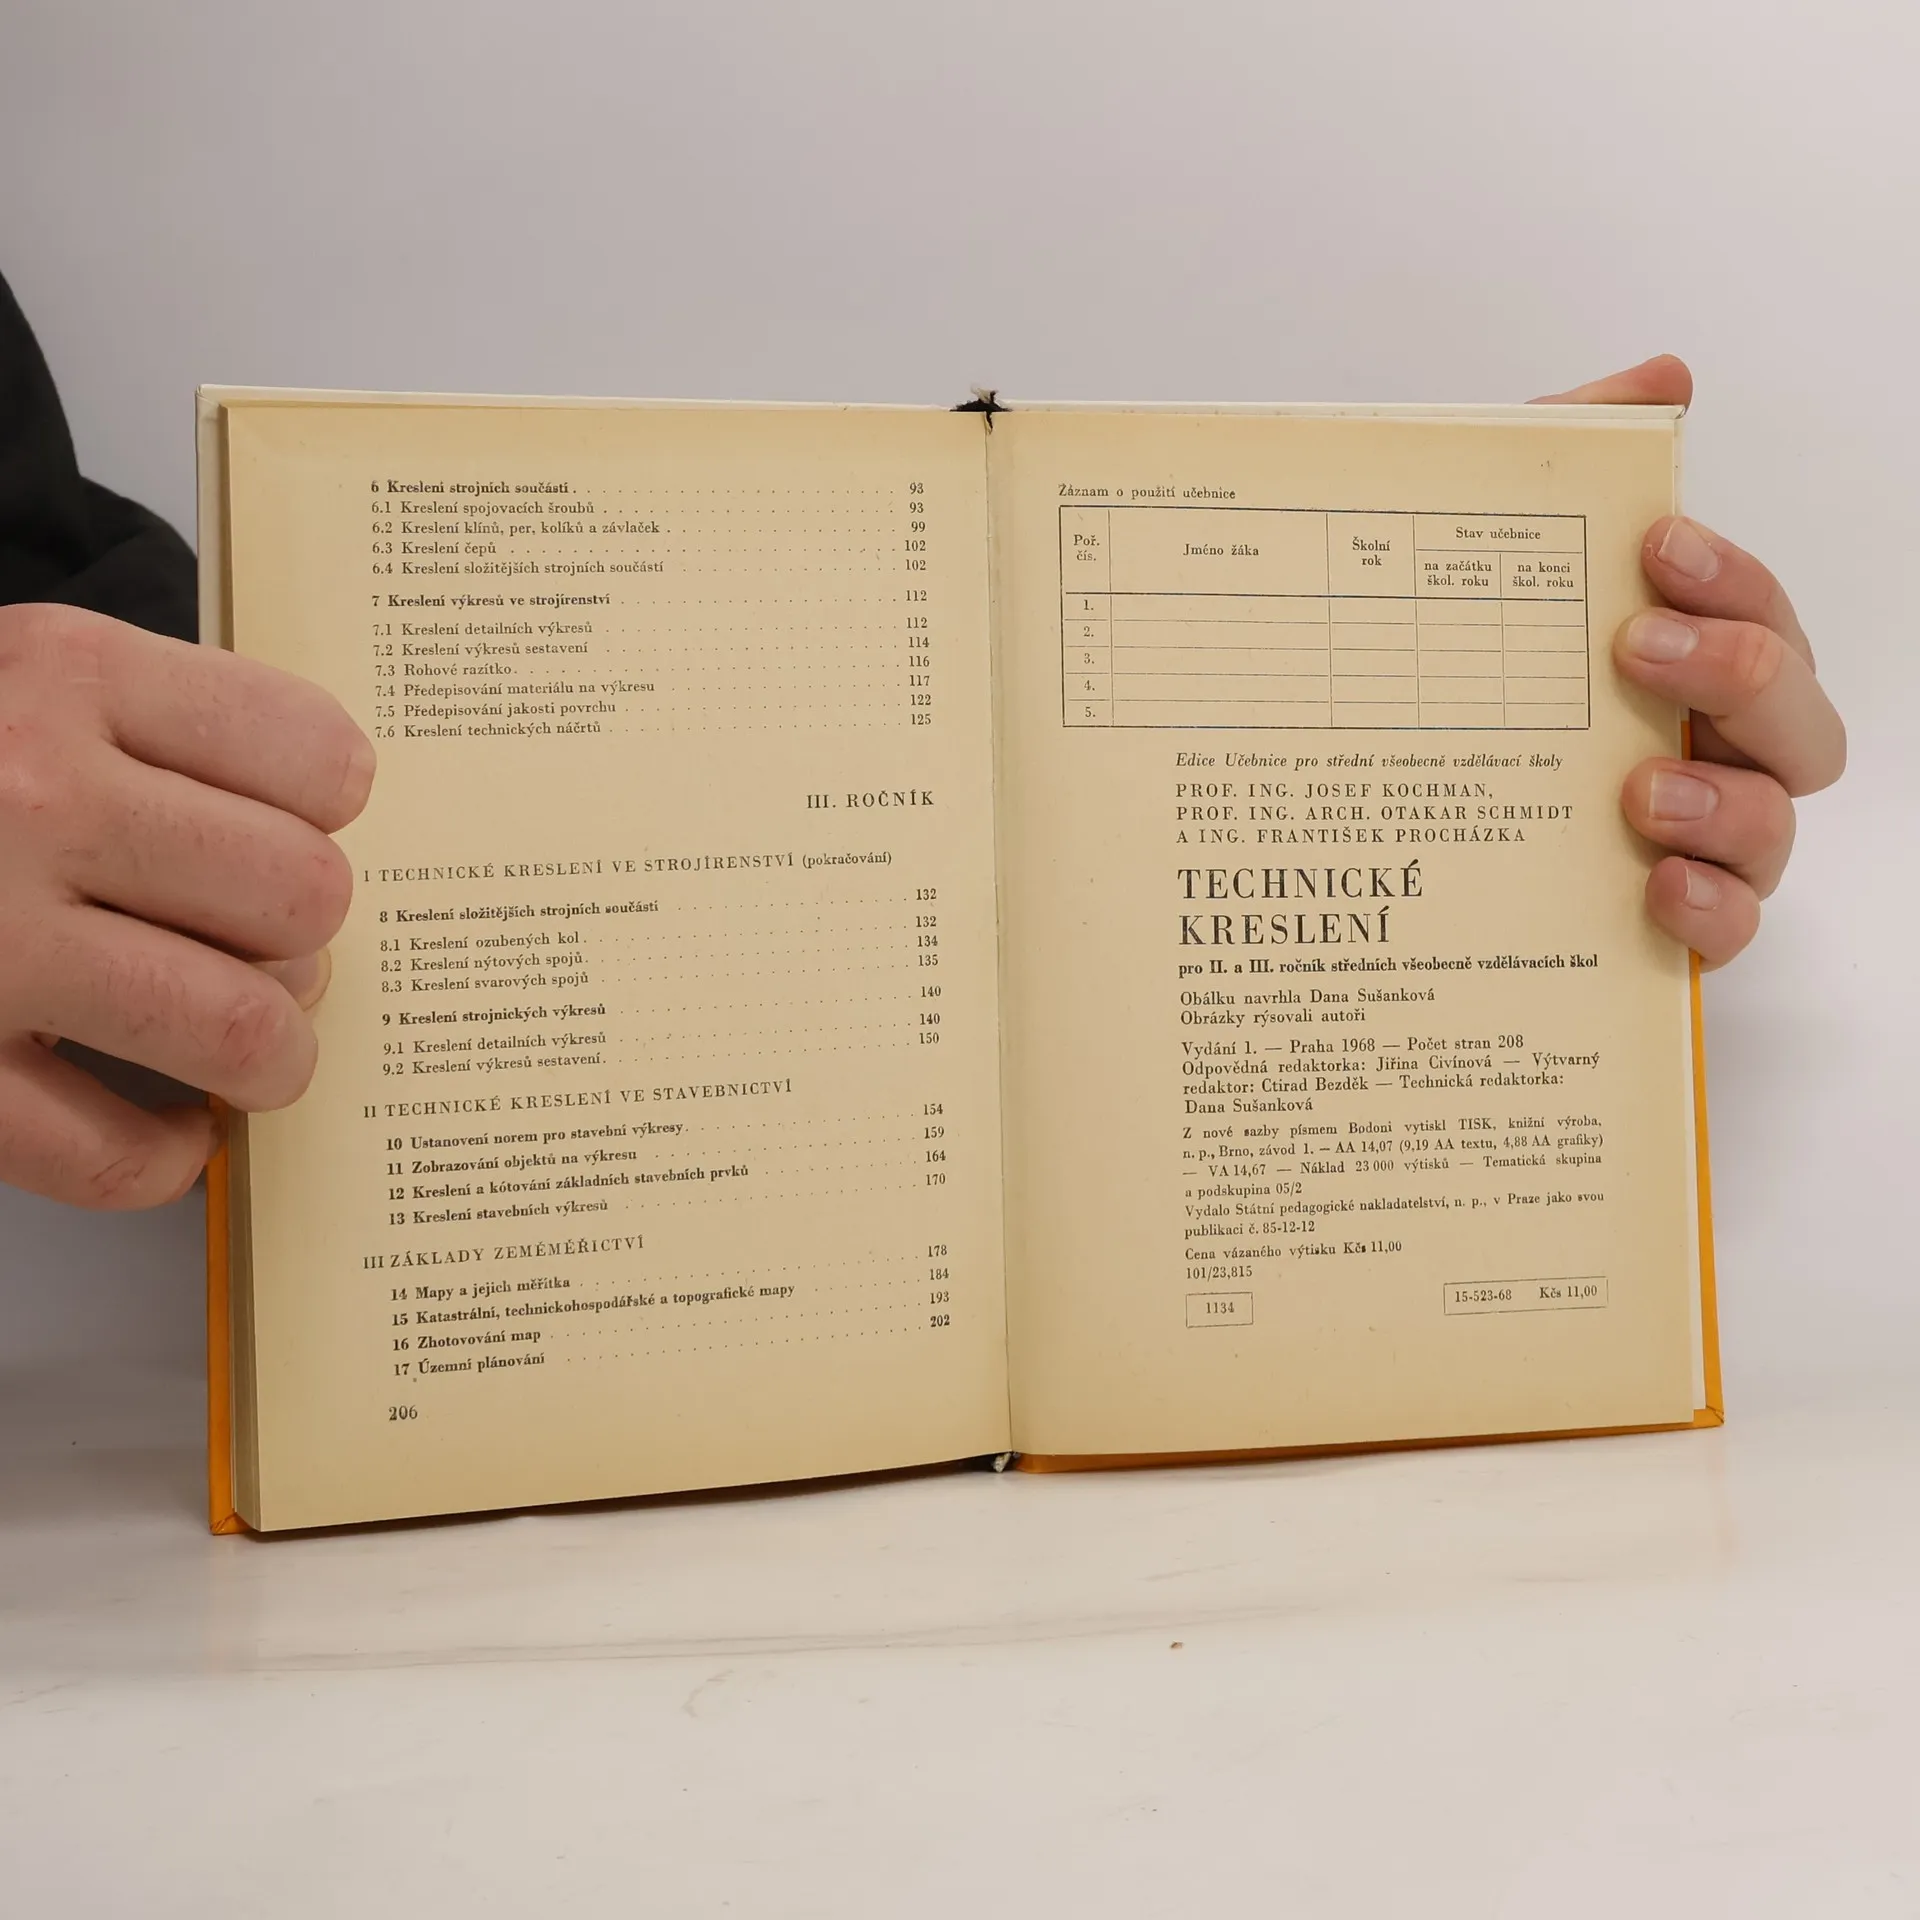 6 Kreslení strojních součástí . . . . . . . . . . . . . . . . . . . . 93
6.1 Kreslení spojovacích šroubů . . . . . . . . . . . . . . . . . . 93
6.2 Kreslení klínů, per, kolíků a závlaček . . . . . . . . . . . . . . 99
6.3 Kreslení čepů . . . . . . . . . . . . . . . . . . . . . . . 102
6.4 Kreslení složitějších strojních součástí . . . . . . . . . . . . . 102
7 Kreslení výkresů ve strojírenství . . . . . . . . . . . . . . . . . 112
7.1 Kreslení detailních výkresů . . . . . . . . . . . . . . . . . . 112
7.2 Kreslení výkresů sestavení . . . . . . . . . . . . . . . . . . 114
7.3 Rohové razítko . . . . . . . . . . . . . . . . . . . . . . . 116
7.4 Předepisování materiálu na výkresu . . . . . . . . . . . . . . 117
7.5 Předepisování jakosti povrchu . . . . . . . . . . . . . . . . . 122
7.6 Kreslení technických náčrtů . . . . . . . . . . . . . . . . . 125
III. ROČNÍK
I TECHNICKÉ KRESLENÍ VE STROJÍRENSTVÍ (pokračování)
8 Kreslení složitějších strojních součástí . . . . . . . . . . . . . 132
8.1 Kreslení ozubených kol . . . . . . . . . . . . . . . . . . . . 132
8.2 Kreslení nýtových spojů . . . . . . . . . . . . . . . . . . . 134
8.3 Kreslení svarových spojů . . . . . . . . . . . . . . . . . . . 135
9 Kreslení strojnických výkresů . . . . . . . . . . . . . . . . . 140
9.1 Kreslení detailních výkresů . . . . . . . . . . . . . . . . . . 140
9.2 Kreslení výkresů sestavení . . . . . . . . . . . . . . . . . . 150
II TECHNICKÉ KRESLENÍ VE STAVEBNICTVÍ
10 Ustanovení norem pro stavební výkresy . . . . . . . . . . . . . 154
11 Zobrazování objektů na výkresu . . . . . . . . . . . . . . . . 159
12 Kreslení a kótování základních stavebních prvků . . . . . . . . . 164
13 Kreslení stavebních výkresů . . . . . . . . . . . . . . . . . . 170
III ZÁKLADY ZEMĚMĚŘICTVÍ
14 Mapy a jejich měřítka . . . . . . . . . . . . . . . . . . . . 178
15 Katastrální, technickohospodářské a topografické mapy . . . . . . 184
16 Zhotovování map . . . . . . . . . . . . . . . . . . . . . . 193
17 Územní plánování . . . . . . . . . . . . . . . . . . . . . . 202
206
Záznam o použití učebnice
Poř. čís. Jméno žáka Školní rok Stav učebnice
na začátku škol. roku na konci škol. roku
1.
2.
3.
4.
5.
Edice Učebnice pro střední všeobecně vzdělávací školy
PROF. ING. JOSEF KOCHMAN,
PROF. ING. ARCH. OTAKAR SCHMIDT
A ING. FRANTIŠEK PROCHÁZKA
TECHNICKÉ
KRESLENÍ
pro II. a III. ročník středních všeobecně vzdělávacích škol
Obálku navrhla Dana Sušanková
Obrázky rýsovali autoři
Vydání 1. — Praha 1968 — Počet stran 208
Odpovědná redaktorka: Jiřina Civínová — Výtvarný
redaktor: Ctirad Bezděk — Technická redaktorka:
Dana Sušanková
Z nové sazby písmem Bodoni vytiskl TISK, knižní výroba,
n. p., Brno, závod 1. — AA 14,07 (9,19 AA textu, 4,88 AA grafiky)
— VA 14,67 — Náklad 23 000 výtisků — Tematická skupina
a podskupina 05/2
Vydalo Státní pedagogické nakladatelství, n. p., v Praze jako svou
publikaci č. 85-12-12
Cena vázaného výtisku Kčs 11,00
101/23,815
1134 15-523-68 Kčs 11,00